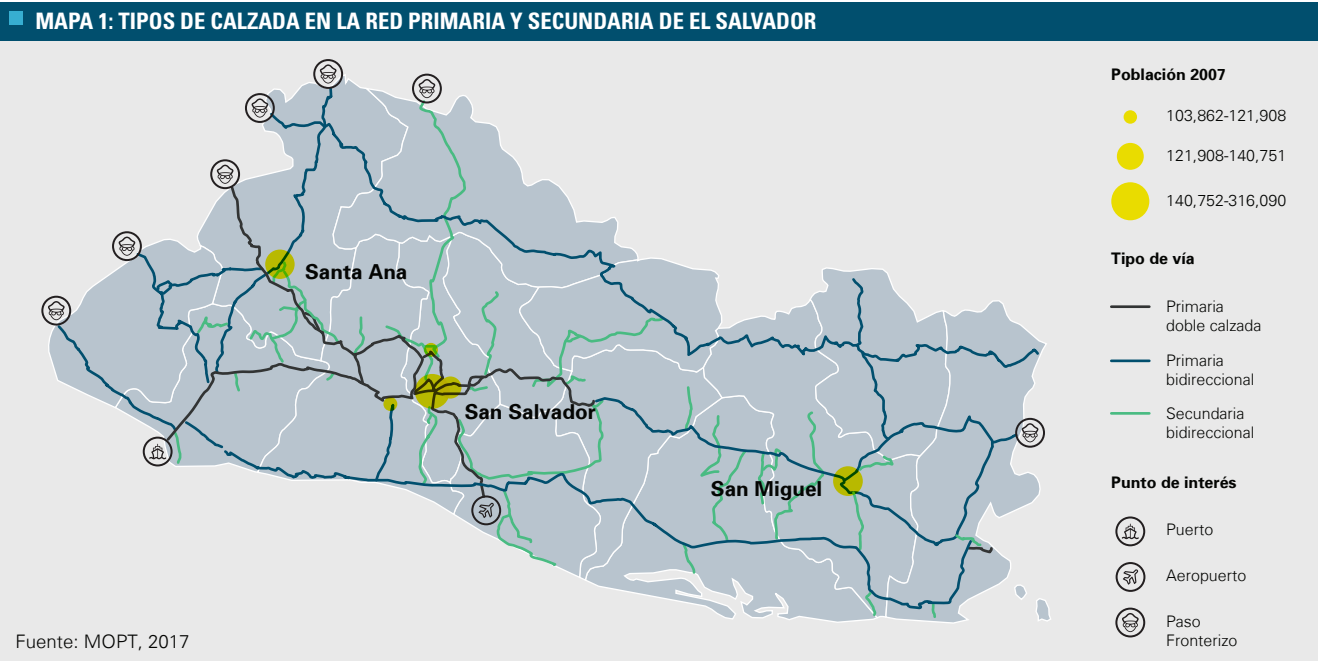 MAPA 1: TIPOS DE CALZADA EN LA RED PRIMARIA Y SECUNDARIA DE EL SALVADOR
Santa Ana
San Salvador
San Miguel
Población 2007
103,862-121,908
121,908-140,751
140,752-316,090
Tipo de vía
Primaria
doble calzada
Primaria
bidireccional
Secundaria
bidireccional
Punto de interés
Puerto
Aeropuerto
Paso
Fronterizo
Fuente: MOPT, 2017